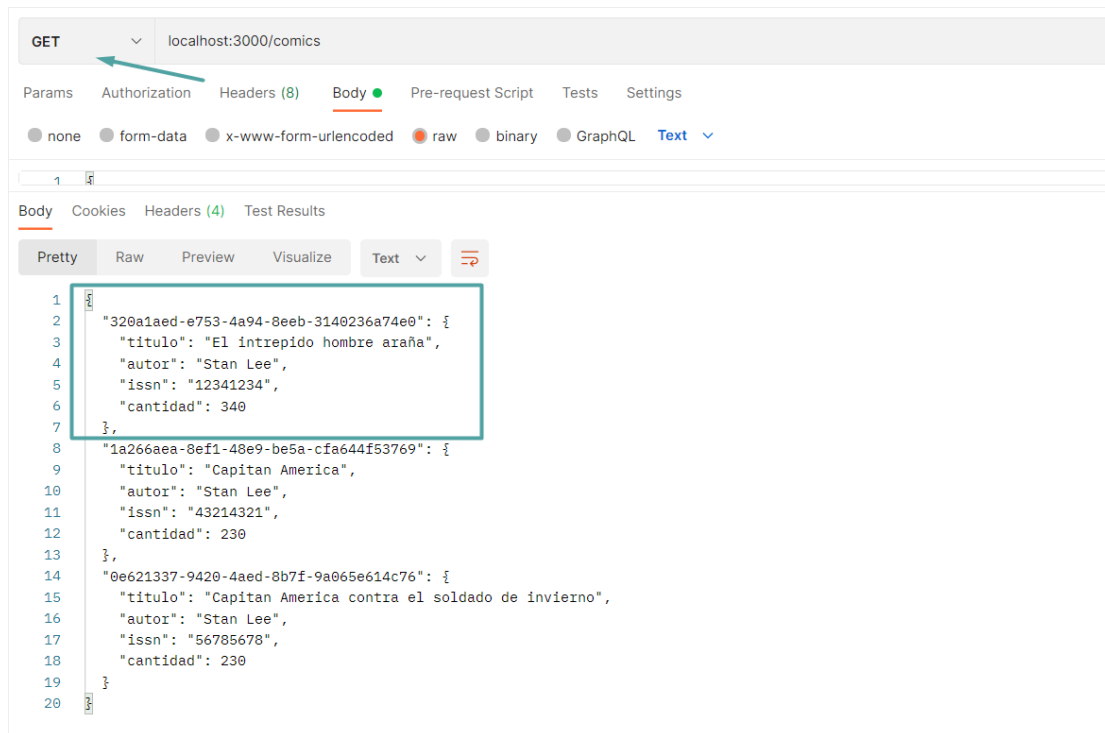 GET localhost:3000/comics
Params Authorization Headers (8) Body Pre-request Script Tests Settings
none form-data x-www-form-urlencoded raw binary GraphQL Text
1 {
Body Cookies Headers (4) Test Results
Pretty Raw Preview Visualize Text
1 {
2 "320a1aed-e753-4a94-8eeb-3140236a74e0": {
3 "titulo": "El intrepido hombre araña",
4 "autor": "Stan Lee",
5 "issn": "12341234",
6 "cantidad": 340
7 },
8 "1a266aea-8ef1-48e9-be5a-cfa644f53769": {
9 "titulo": "Capitan America",
10 "autor": "Stan Lee",
11 "issn": "43214321",
12 "cantidad": 230
13 },
14 "0e621337-9420-4aed-8b7f-9a065e614c76": {
15 "titulo": "Capitan America contra el soldado de invierno",
16 "autor": "Stan Lee",
17 "issn": "56785678",
18 "cantidad": 230
19 }
20 }